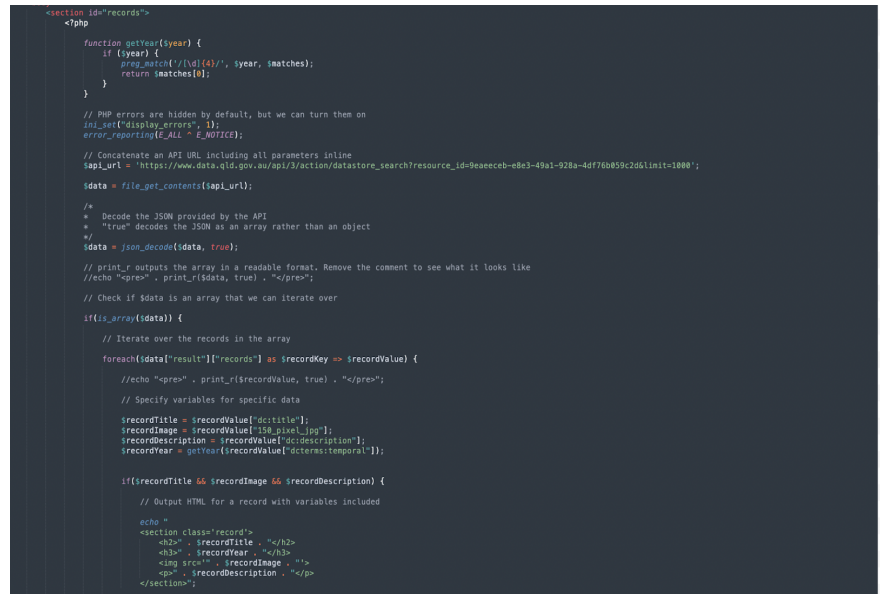 <section id="records">
<?php
function getYear($year) {
if ($year) {
preg_match('/[\d]{4}/', $year, $matches);
return $matches[0];
}
}
// PHP errors are hidden by default, but we can turn them on
ini_set("display_errors", 1);
error_reporting(E_ALL ^ E_NOTICE);
// Concatenate an API URL including all parameters inline
$api_url = 'https://www.data.qld.gov.au/api/3/action/datastore_search?resource_id=9eaeeceb-e8e3-49a1-928a-4df76b059c2d&limit=1000';
$data = file_get_contents($api_url);
/*
* Decode the JSON provided by the API
* "true" decodes the JSON as an array rather than an object
*/
$data = json_decode($data, true);
// print_r outputs the array in a readable format. Remove the comment to see what it looks like
//echo "<pre>" . print_r($data, true) . "</pre>";
// Check if $data is an array that we can iterate over
if(is_array($data)) {
// Iterate over the records in the array
foreach($data["result"]["records"] as $recordKey => $recordValue) {
//echo "<pre>" . print_r($recordValue, true) . "</pre>";
// Specify variables for specific data
$recordTitle = $recordValue["dc:title"];
$recordImage = $recordValue["150_pixel_jpg"];
$recordDescription = $recordValue["dc:description"];
$recordYear = getYear($recordValue["dcterms:temporal"]);
if($recordTitle && $recordImage && $recordDescription) {
// Output HTML for a record with variables included
echo "
<section class='record'>
<h2>" . $recordTitle . "</h2>
<h3>" . $recordYear . "</h3>
<img src='" . $recordImage . "'>
<p>" . $recordDescription . "</p>
</section>";